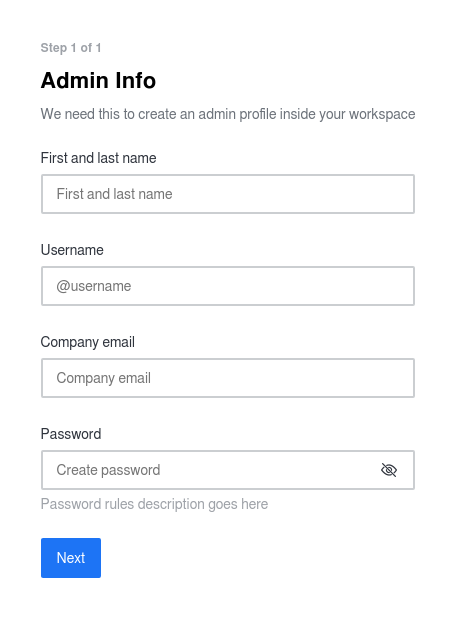 Step 1 of 1
Admin Info
We need this to create an admin profile inside your workspace
First and last name
First and last name
Username
@username
Company email
Company email
Password
Create password
Password rules description goes here
Next